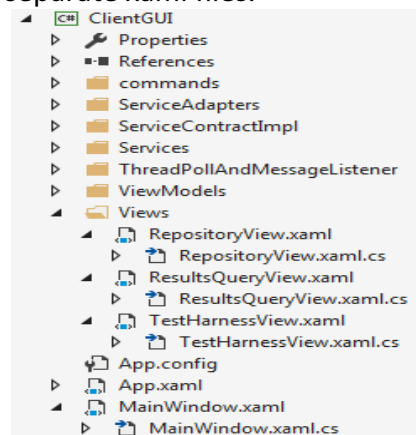 separate xaml files.
ClientGUI
Properties
References
commands
ServiceAdapters
ServiceContractImpl
Services
ThreadPollAndMessageListener
ViewModels
Views
RepositoryView.xaml
RepositoryView.xaml.cs
ResultsQueryView.xaml
ResultsQueryView.xaml.cs
TestHarnessView.xaml
TestHarnessView.xaml.cs
App.config
App.xaml
MainWindow.xaml
MainWindow.xaml.cs